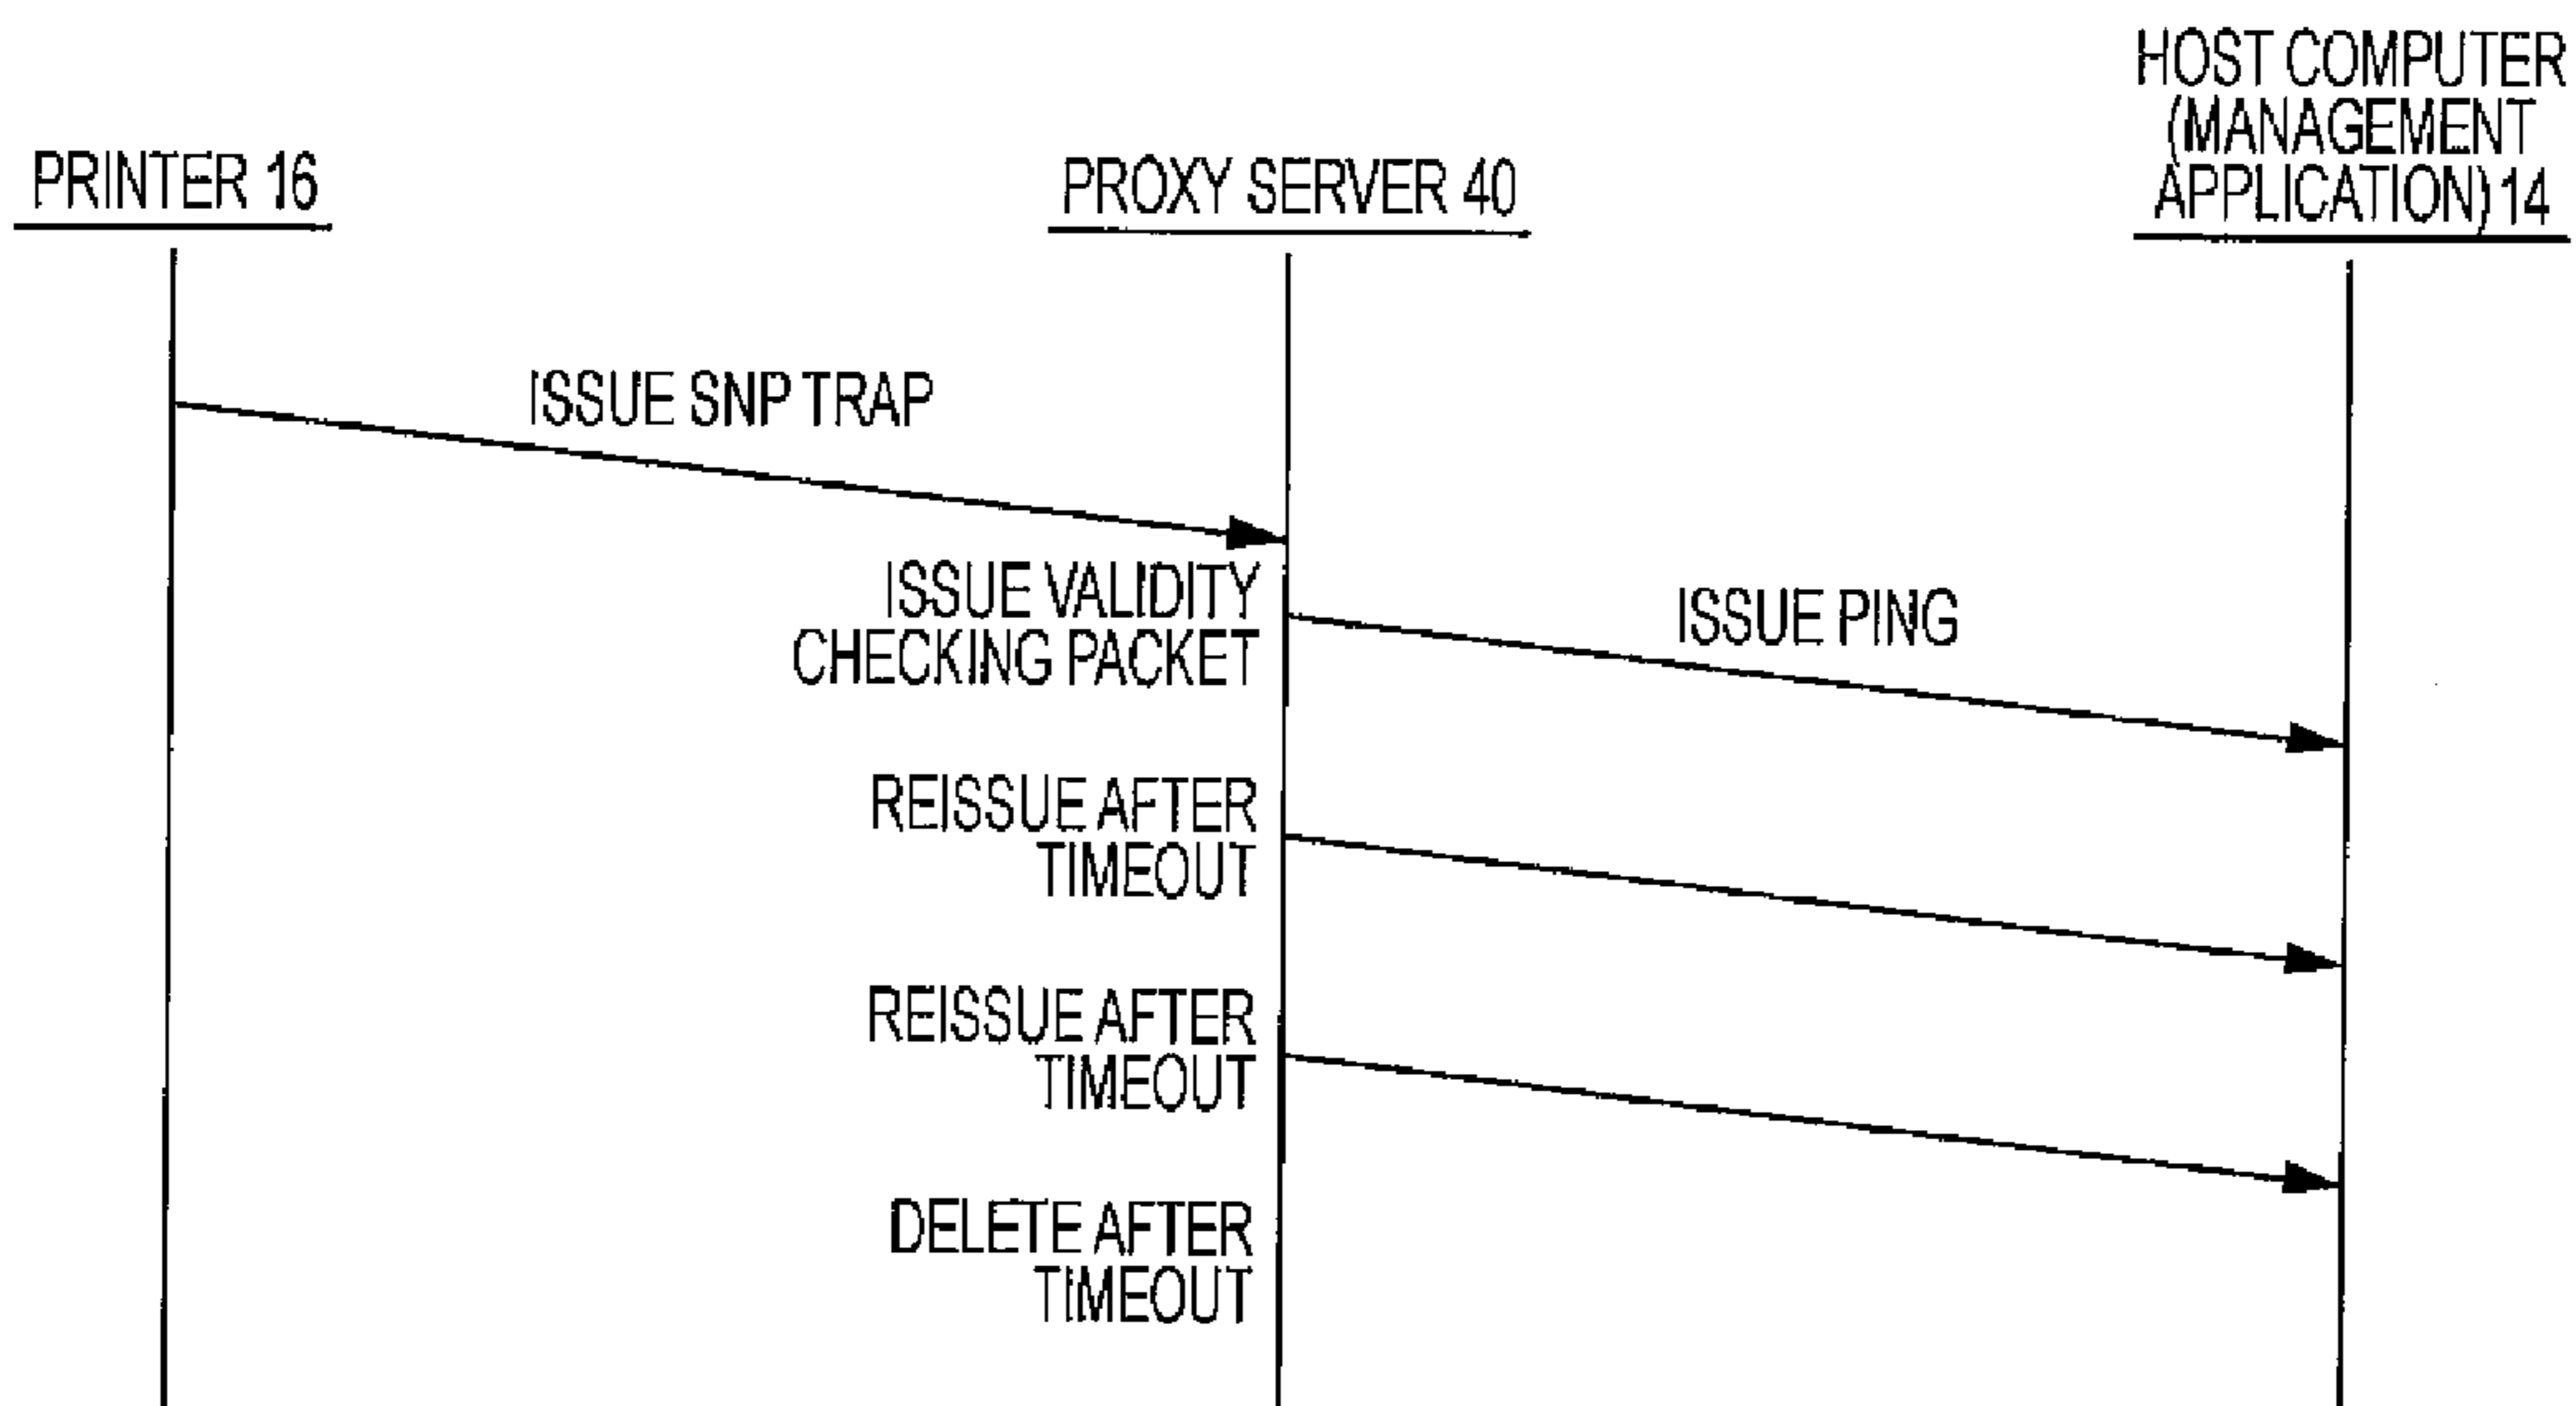 HOST COMPUTER
(MANAGEMENT
APPLICATION) 14
PRINTER 16
PROXY SERVER 40
ISSUE SNP TRAP
ISSUE VALIDITY
CHECKING PACKET
ISSUE PING
REISSUE AFTER
TIMEOUT
REISSUE AFTER
TIMEOUT
DELETE AFTER
TIMEOUT